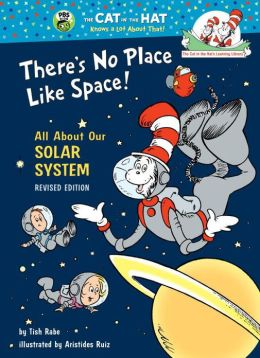 PBS
KIDS
THE CAT IN THE HAT
Knows a Lot About That!
The Cat in the Hat's Learning Library
There's No Place
Like Space!
All About Our
SOLAR
SYSTEM
REVISED EDITION
by Tish Rabe
illustrated by Aristides Ruiz